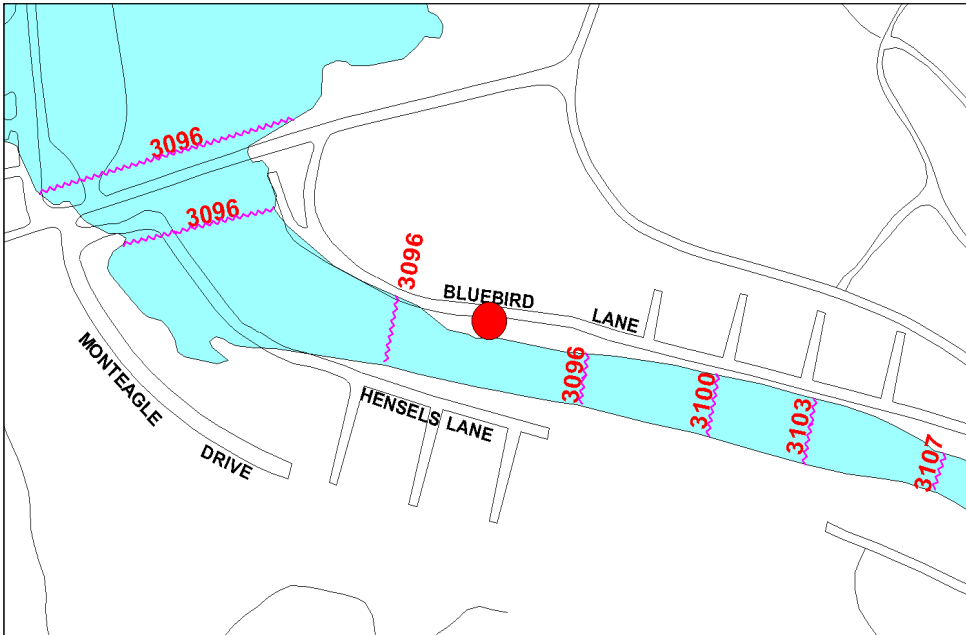 3096
3096
3096
BLUEBIRD
LANE
3096
3100
3103
3107
MONTEAGLE
DRIVE
HENSELS LANE